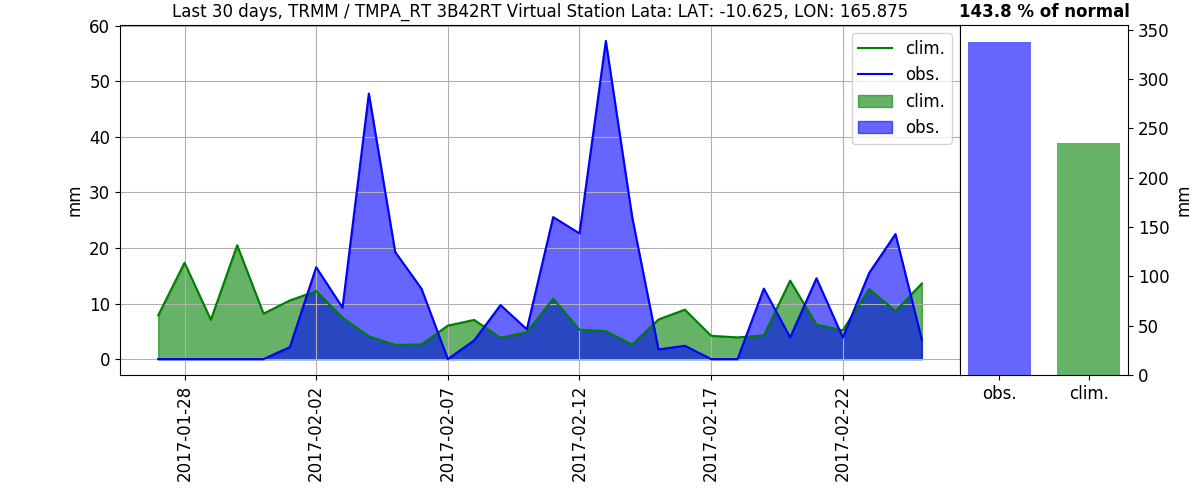 Last 30 days, TRMM / TMPA_RT 3B42RT Virtual Station Lata: LAT: -10.625, LON: 165.875
143.8 % of normal
60
50
40
30
20
10
0
mm
clim.
obs.
clim.
obs.
2017-01-28
2017-02-02
2017-02-07
2017-02-12
2017-02-17
2017-02-22
350
300
250
200
150
100
50
0
mm
obs.
clim.